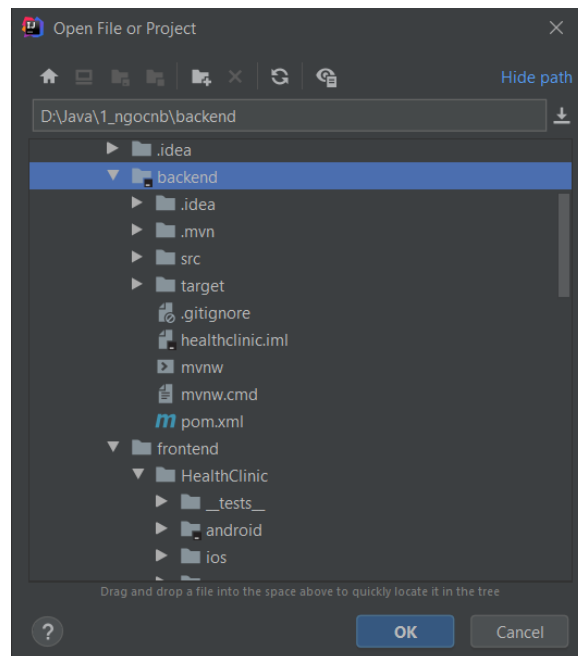 Open File or Project
Hide path
D:\Java\1_ngocnb\backend
.idea
backend
.idea
.mvn
src
target
.gitignore
healthclinic.iml
mvnw
mvnw.cmd
pom.xml
frontend
HealthClinic
__tests__
android
ios
Drag and drop a file into the space above to quickly locate it in the tree
? OK Cancel